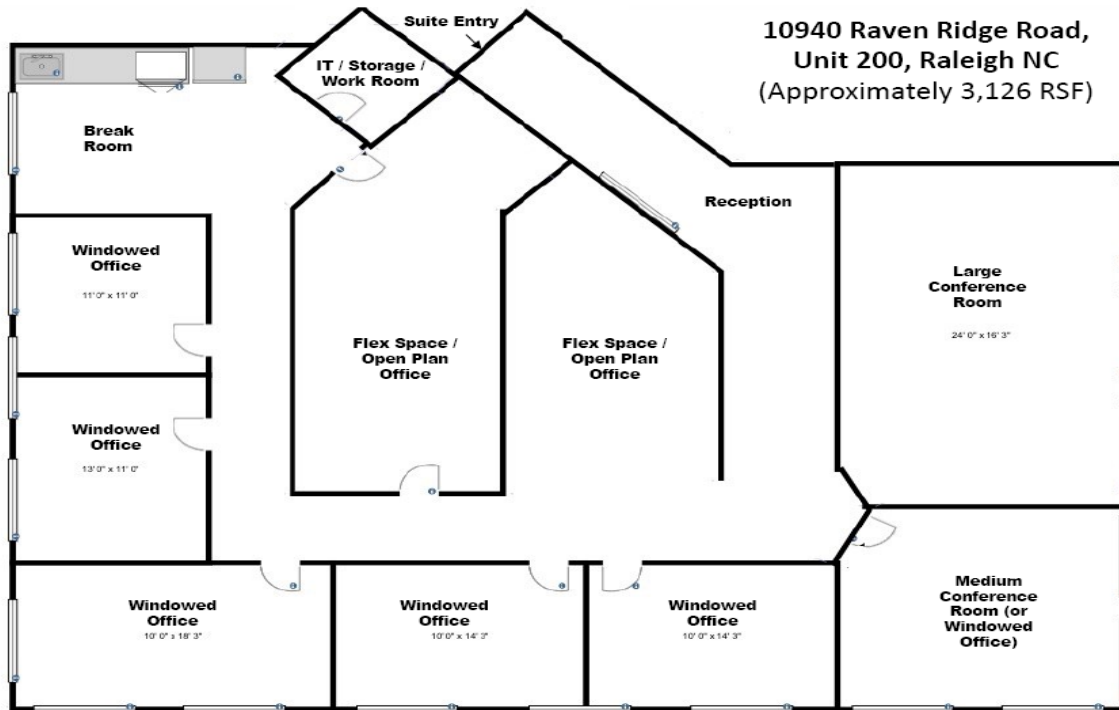 10940 Raven Ridge Road,
Unit 200, Raleigh NC
(Approximately 3,126 RSF)
Suite Entry
IT / Storage /
Work Room
Break
Room
Reception
Windowed
Office
11' 0" x 11' 0"
Large
Conference
Room
24' 0" x 16' 3"
Flex Space /
Open Plan
Office
Flex Space /
Open Plan
Office
Windowed
Office
13' 0" x 11' 0"
Windowed
Office
10' 0" x 18' 3"
Windowed
Office
10' 0" x 14' 3"
Windowed
Office
10' 0" x 14' 3"
Medium
Conference
Room (or
Windowed
Office)